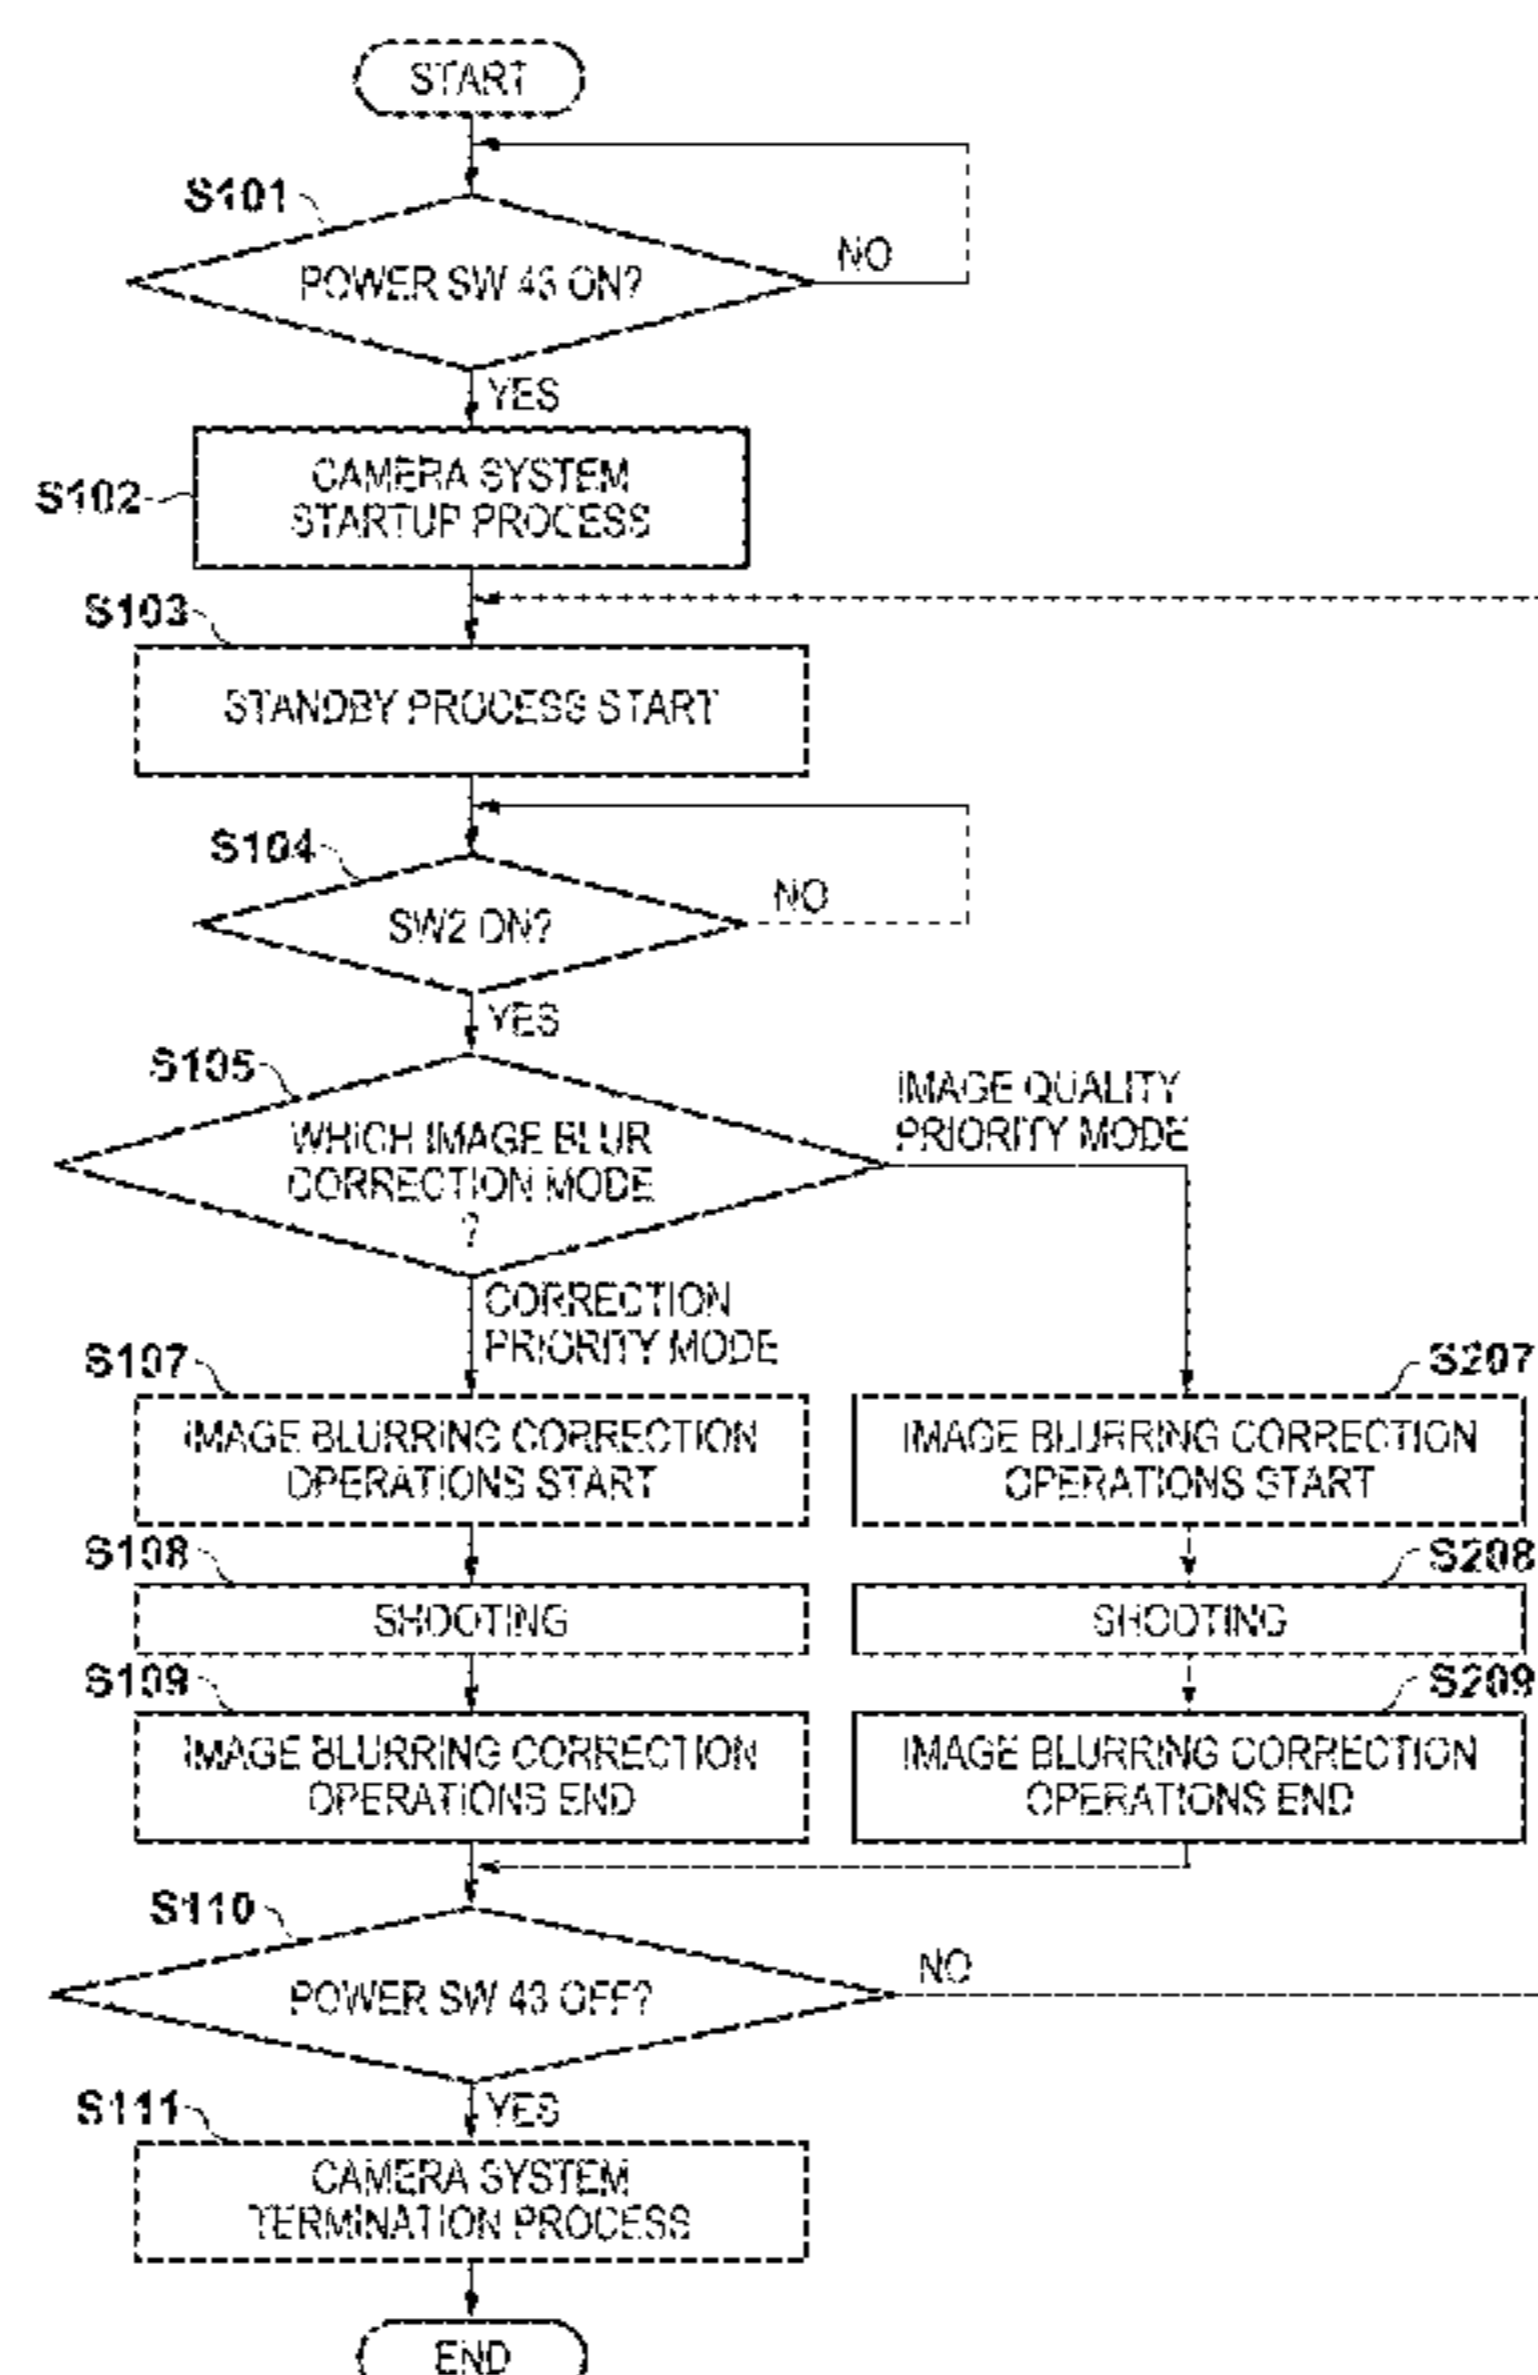 START
S101
POWER SW 43 ON?
NO
YES
S102
CAMERA SYSTEM
STARTUP PROCESS
S103
STANDBY PROCESS START
S104
SW2 ON?
NO
YES
S105
WHICH IMAGE BLUR
CORRECTION MODE
?
IMAGE QUALITY
PRIORITY MODE
CORRECTION
PRIORITY MODE
S107
IMAGE BLURRING CORRECTION
OPERATIONS START
S207
IMAGE BLURRING CORRECTION
OPERATIONS START
S108
SHOOTING
S208
SHOOTING
S109
IMAGE BLURRING CORRECTION
OPERATIONS END
S209
IMAGE BLURRING CORRECTION
OPERATIONS END
S110
POWER SW 43 OFF?
NO
YES
S111
CAMERA SYSTEM
TERMINATION PROCESS
END